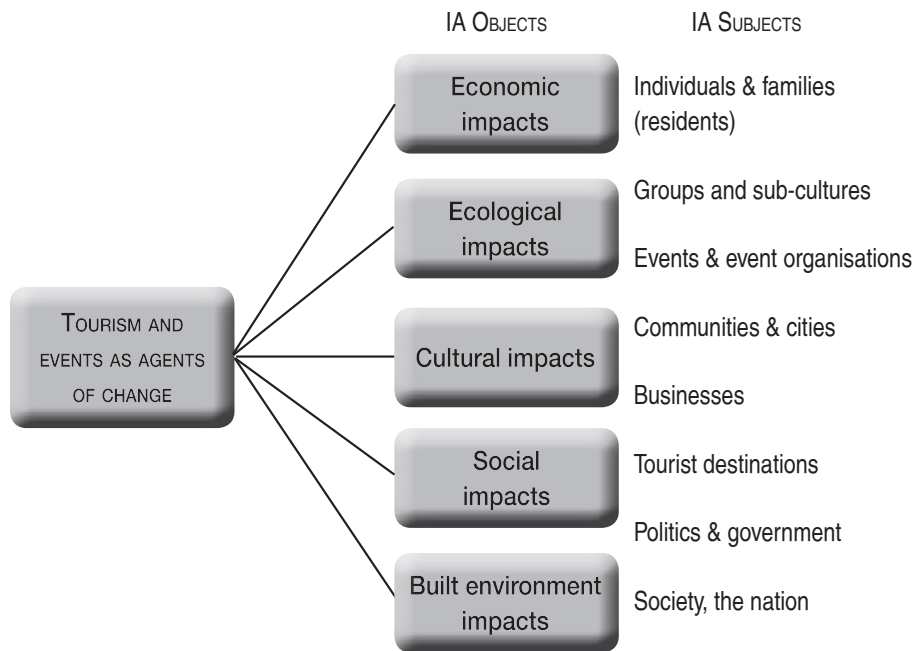 IA OBJECTS
IA SUBJECTS
TOURISM AND
EVENTS AS AGENTS
OF CHANGE
Economic
impacts
Ecological
impacts
Cultural impacts
Social
impacts
Built environment
impacts
Individuals & families
(residents)
Groups and sub-cultures
Events & event organisations
Communities & cities
Businesses
Tourist destinations
Politics & government
Society, the nation